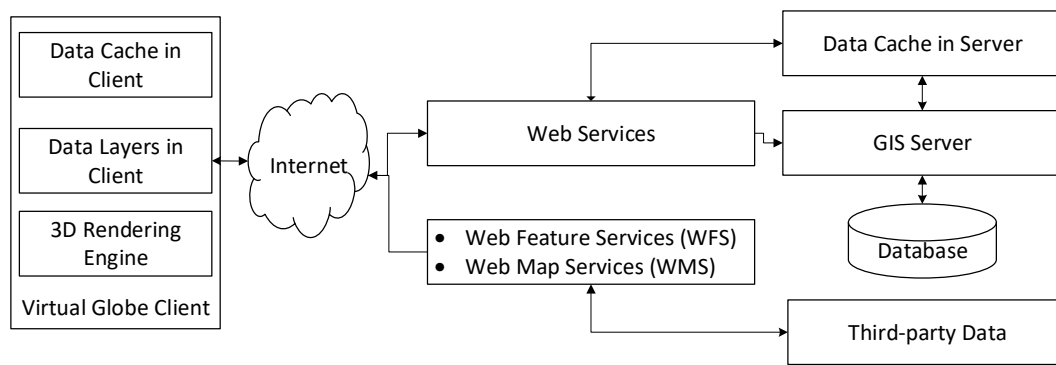 Data Cache in
Client
Data Layers in
Client
3D Rendering
Engine
Virtual Globe Client
Internet
Web Services
• Web Feature Services (WFS)
• Web Map Services (WMS)
Data Cache in Server
GIS Server
Database
Third-party Data